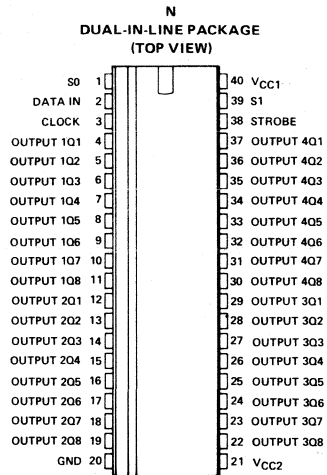 N
DUAL-IN-LINE PACKAGE
(TOP VIEW)
S0 1 40 VCC1
DATA IN 2 39 S1
CLOCK 3 38 STROBE
OUTPUT 1Q1 4 37 OUTPUT 4Q1
OUTPUT 1Q2 5 36 OUTPUT 4Q2
OUTPUT 1Q3 6 35 OUTPUT 4Q3
OUTPUT 1Q4 7 34 OUTPUT 4Q4
OUTPUT 1Q5 8 33 OUTPUT 4Q5
OUTPUT 1Q6 9 32 OUTPUT 4Q6
OUTPUT 1Q7 10 31 OUTPUT 4Q7
OUTPUT 1Q8 11 30 OUTPUT 4Q8
OUTPUT 2Q1 12 29 OUTPUT 3Q1
OUTPUT 2Q2 13 28 OUTPUT 3Q2
OUTPUT 2Q3 14 27 OUTPUT 3Q3
OUTPUT 2Q4 15 26 OUTPUT 3Q4
OUTPUT 2Q5 16 25 OUTPUT 3Q5
OUTPUT 2Q6 17 24 OUTPUT 3Q6
OUTPUT 2Q7 18 23 OUTPUT 3Q7
OUTPUT 2Q8 19 22 OUTPUT 3Q8
GND 20 21 VCC2